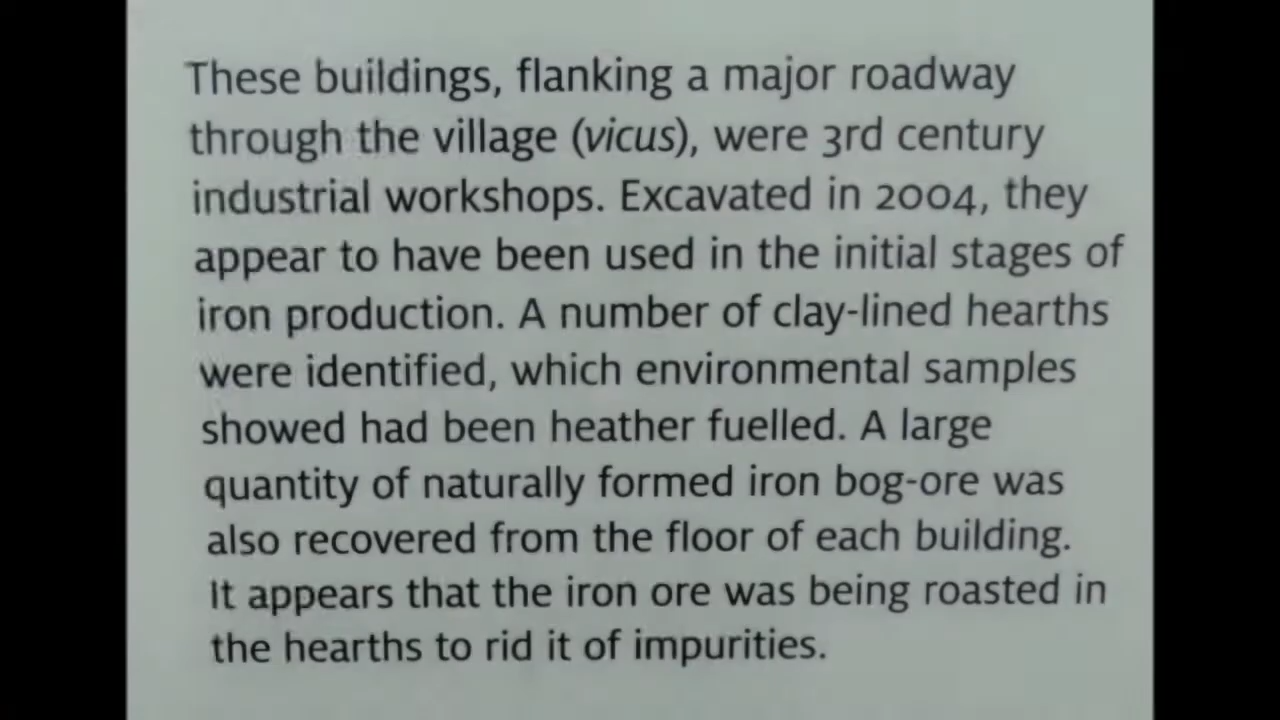 These buildings, flanking a major roadway
through the village (vicus), were 3rd century
industrial workshops. Excavated in 2004, they
appear to have been used in the initial stages of
iron production. A number of clay-lined hearths
were identified, which environmental samples
showed had been heather fuelled. A large
quantity of naturally formed iron bog-ore was
also recovered from the floor of each building.
It appears that the iron ore was being roasted in
the hearths to rid it of impurities.